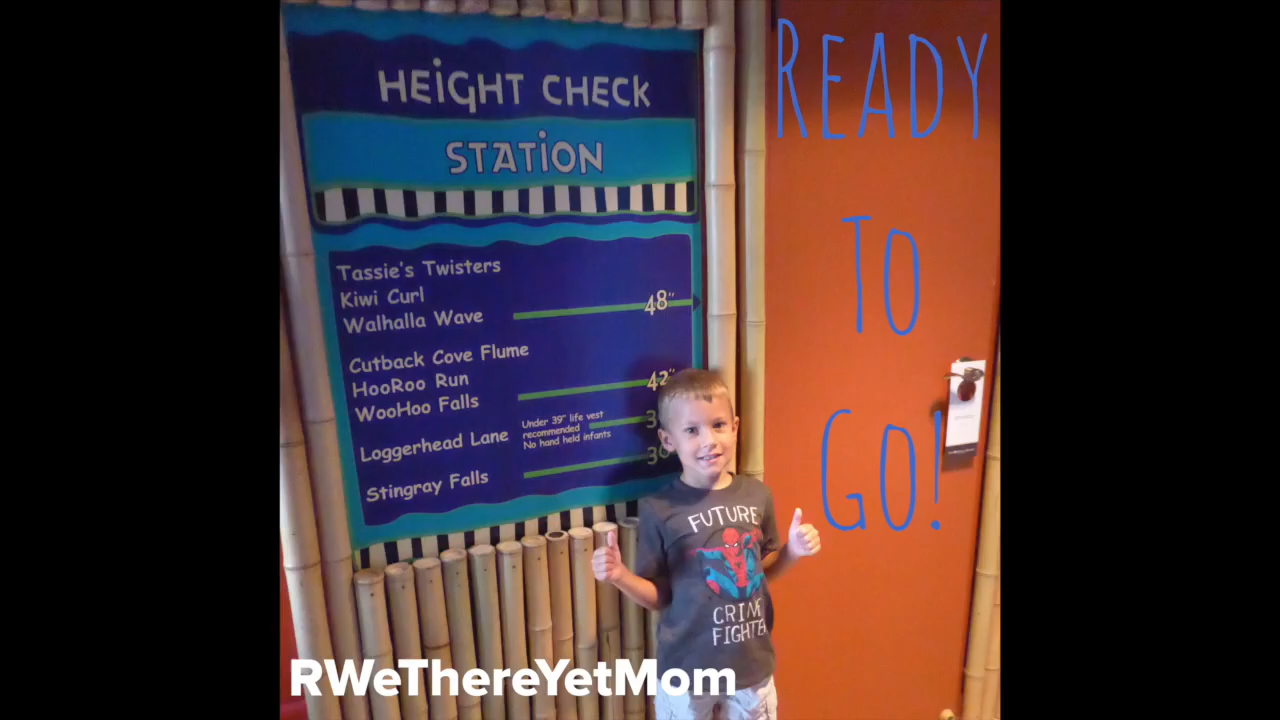 HEIGHT CHECK
STATION
Tassie's Twisters
Kiwi Curl
Walhalla Wave
48"
Cutback Cove Flume
HooRoo Run
WooHoo Falls
42"
Loggerhead Lane
Under 39" life vest
recommended
No hand held infants
Stingray Falls
READY
TO
GO!
FUTURE
CRIME
FIGHTER
RWeThereYetMom